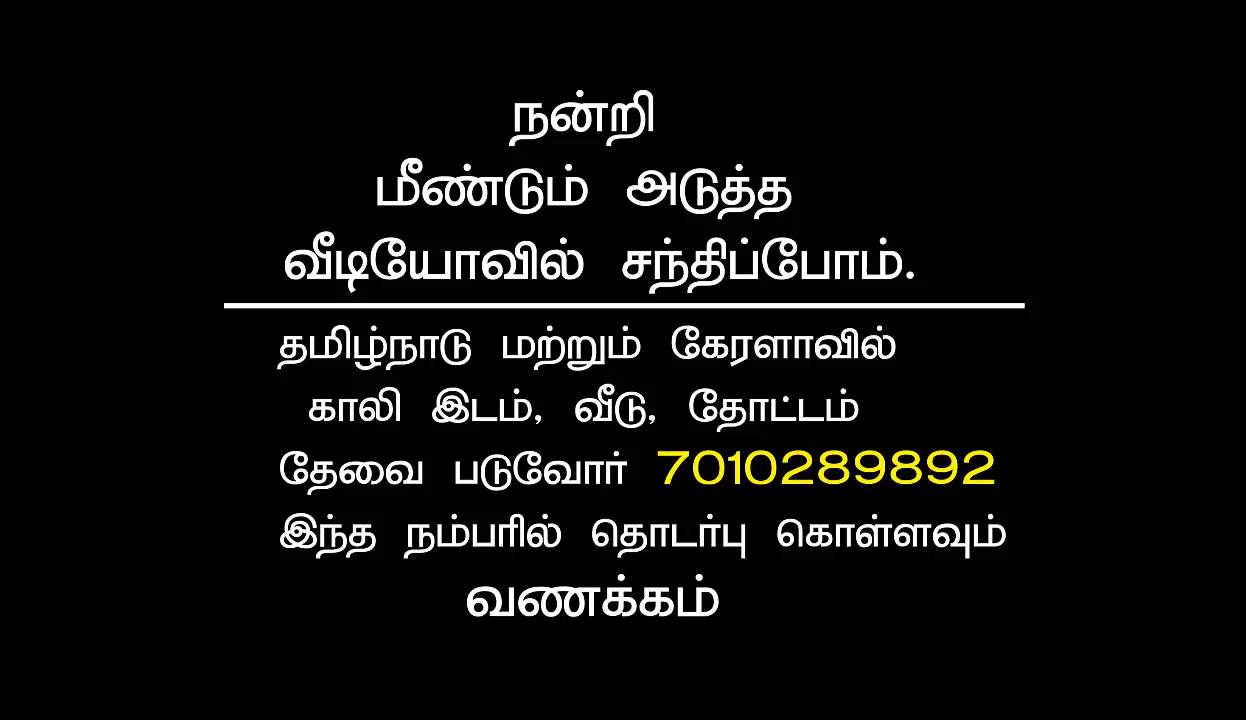 நன்றி
மீண்டும் அடுத்த
வீடியோவில் சந்திப்போம்.
தமிழ்நாடு மற்றும் கேரளாவில்
காலி இடம், வீடு, தோட்டம்
தேவை படுவோர் 7010289892
இந்த நம்பரில் தொடர்பு கொள்ளவும்
வணக்கம்